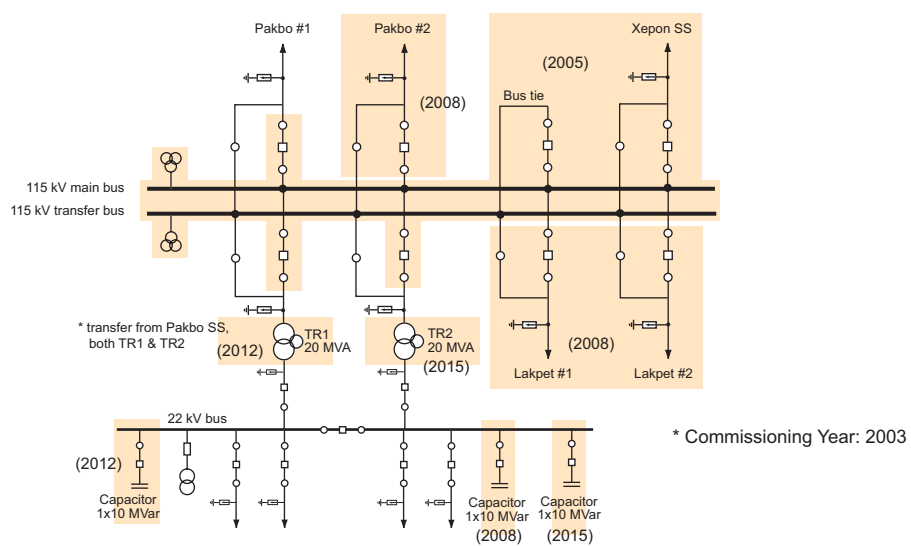 Pakbo #1
Pakbo #2
Xepon SS
(2005)
Bus tie
(2008)
115 kV main bus
115 kV transfer bus
* transfer from Pakbo SS,
both TR1 & TR2
(2012)
TR1
20 MVA
TR2
20 MVA
(2015)
(2008)
Lakpet #1
Lakpet #2
22 kV bus
* Commissioning Year: 2003
(2012)
Capacitor
1x10 MVar
Capacitor
1x10 MVar
(2008)
Capacitor
1x10 MVar
(2015)